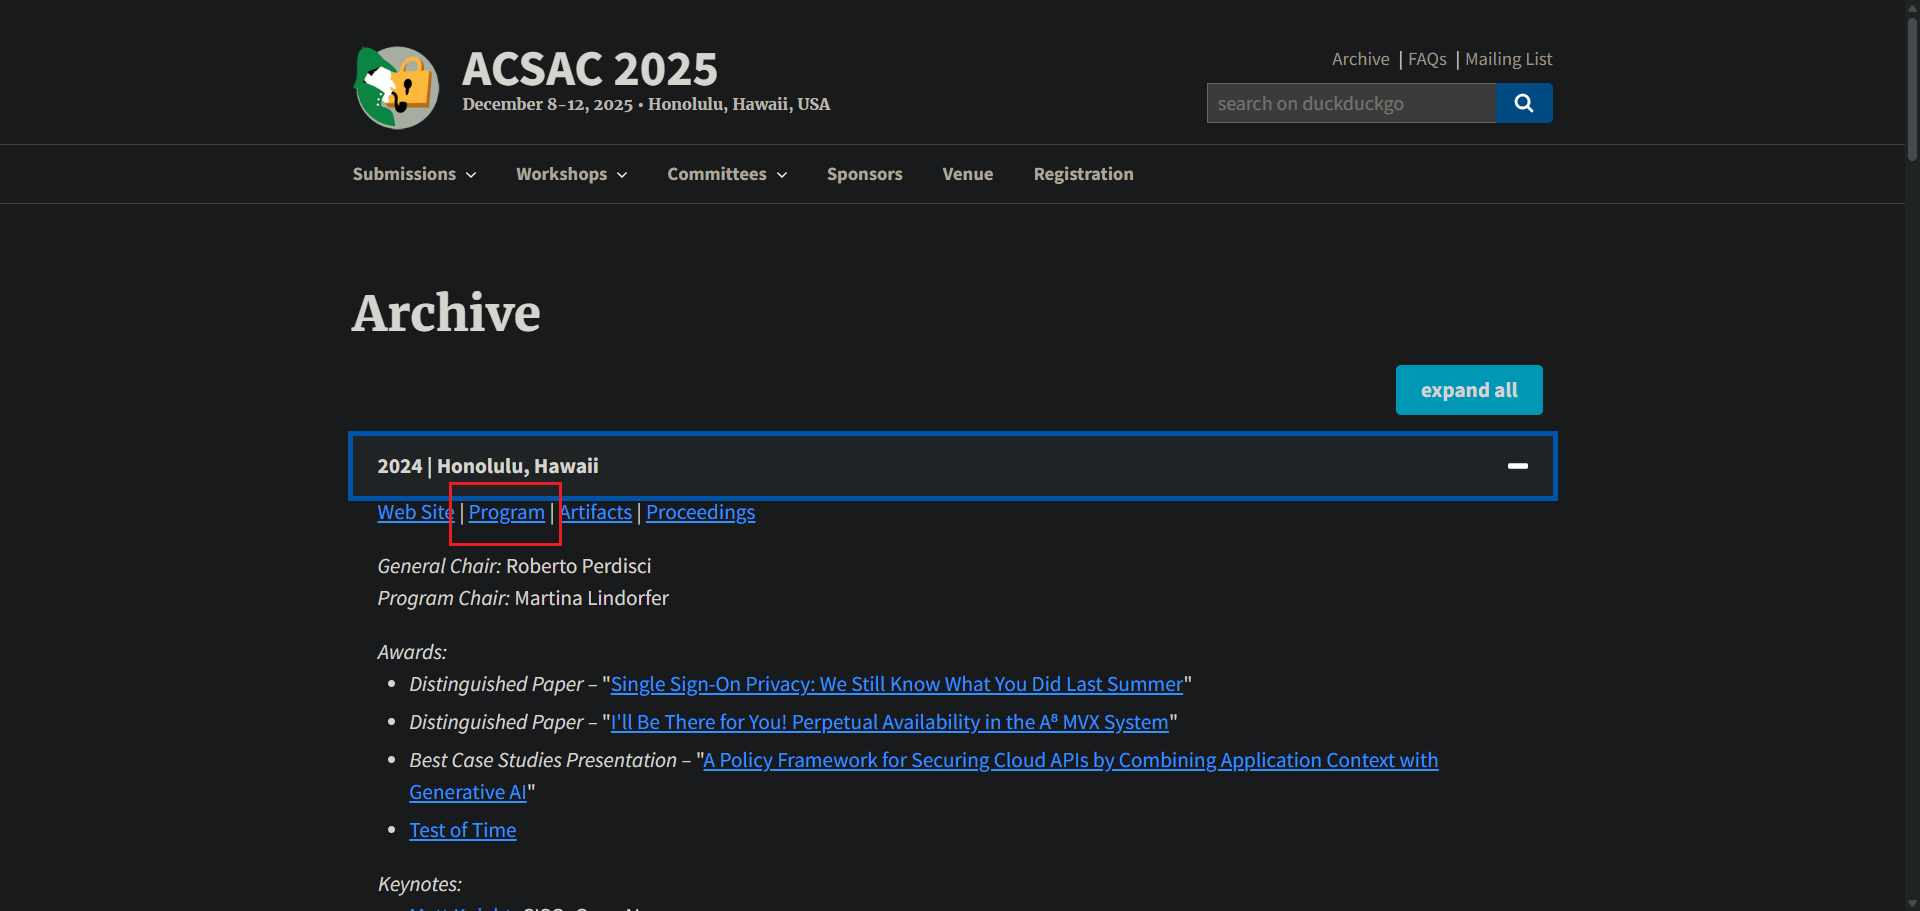 ACSAC 2025
December 8–12, 2025 • Honolulu, Hawaii, USA
Archive | FAQs | Mailing List
search on duckduckgo
Submissions Workshops Committees Sponsors Venue Registration
Archive
expand all
2024 | Honolulu, Hawaii
Web Site | Program | Artifacts | Proceedings
General Chair: Roberto Perdisci
Program Chair: Martina Lindorfer
Awards:
• Distinguished Paper – "Single Sign-On Privacy: We Still Know What You Did Last Summer"
• Distinguished Paper – "I'll Be There for You! Perpetual Availability in the A⁸ MVX System"
• Best Case Studies Presentation – "A Policy Framework for Securing Cloud APIs by Combining Application Context with
Generative AI"
• Test of Time
Keynotes: